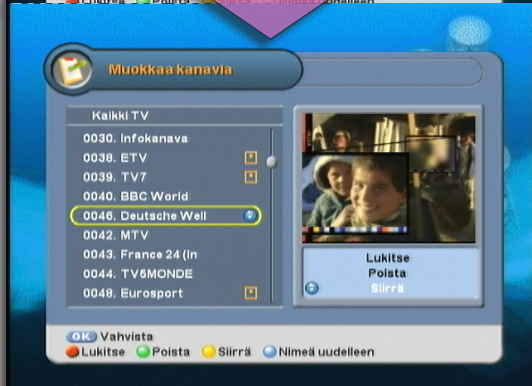 Muokkaa kanavia
Kaikki TV
0030. Infokanava
0038. ETV
0039. TV7
0040. BBC World
0046. Deutsche Well
0042. MTV
0043. France 24 (in
0044. TV5MONDE
0048. Eurosport
Lukitse
Poista
Siirrä
OK Vahvista
Lukitse Poista Siirrä Nimeä uudelleen